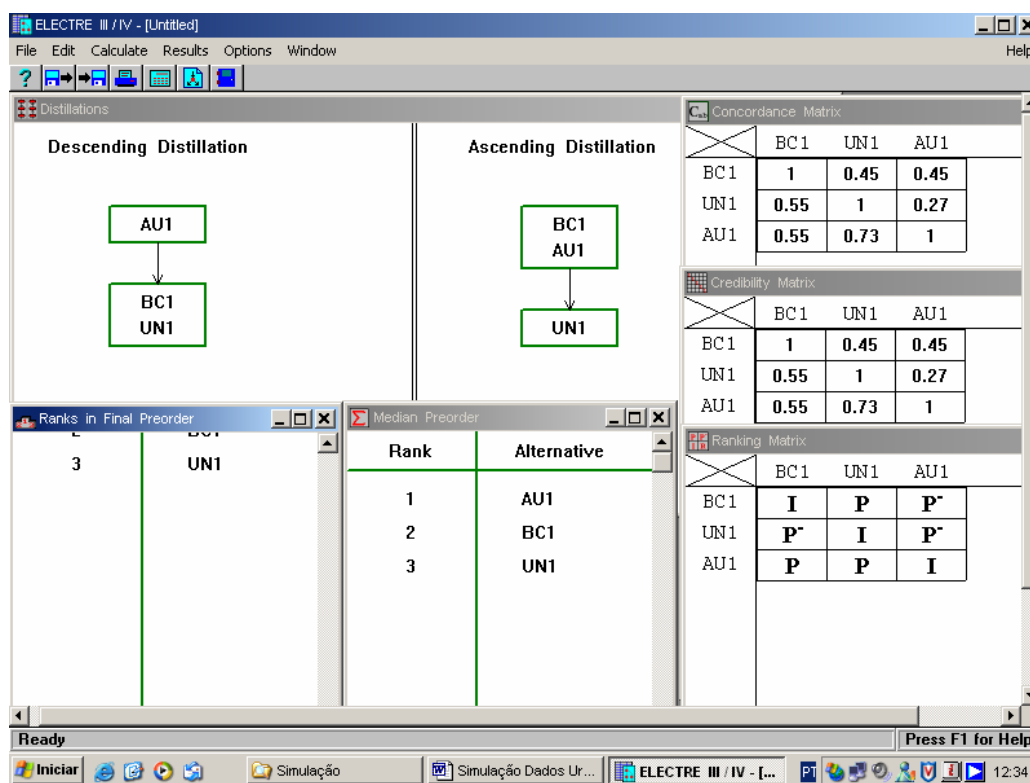 ELECTRE III / IV - [Untitled]
File Edit Calculate Results Options Window Help
Distillations
Descending Distillation
AU1
BC1
UN1
Ascending Distillation
BC1
AU1
UN1
Concordance Matrix
BC1 UN1 AU1
BC1 1 0.45 0.45
UN1 0.55 1 0.27
AU1 0.55 0.73 1
Credibility Matrix
BC1 UN1 AU1
BC1 1 0.45 0.45
UN1 0.55 1 0.27
AU1 0.55 0.73 1
Ranks in Final Preorder
2 BC1
3 UN1
Median Preorder
Rank Alternative
1 AU1
2 BC1
3 UN1
Ranking Matrix
BC1 UN1 AU1
BC1 I P P-
UN1 P- I P-
AU1 P P I
Ready Press F1 for Help
Iniciar Simulação Simulação Dados Ur... ELECTRE III / IV - [... PT 12:34